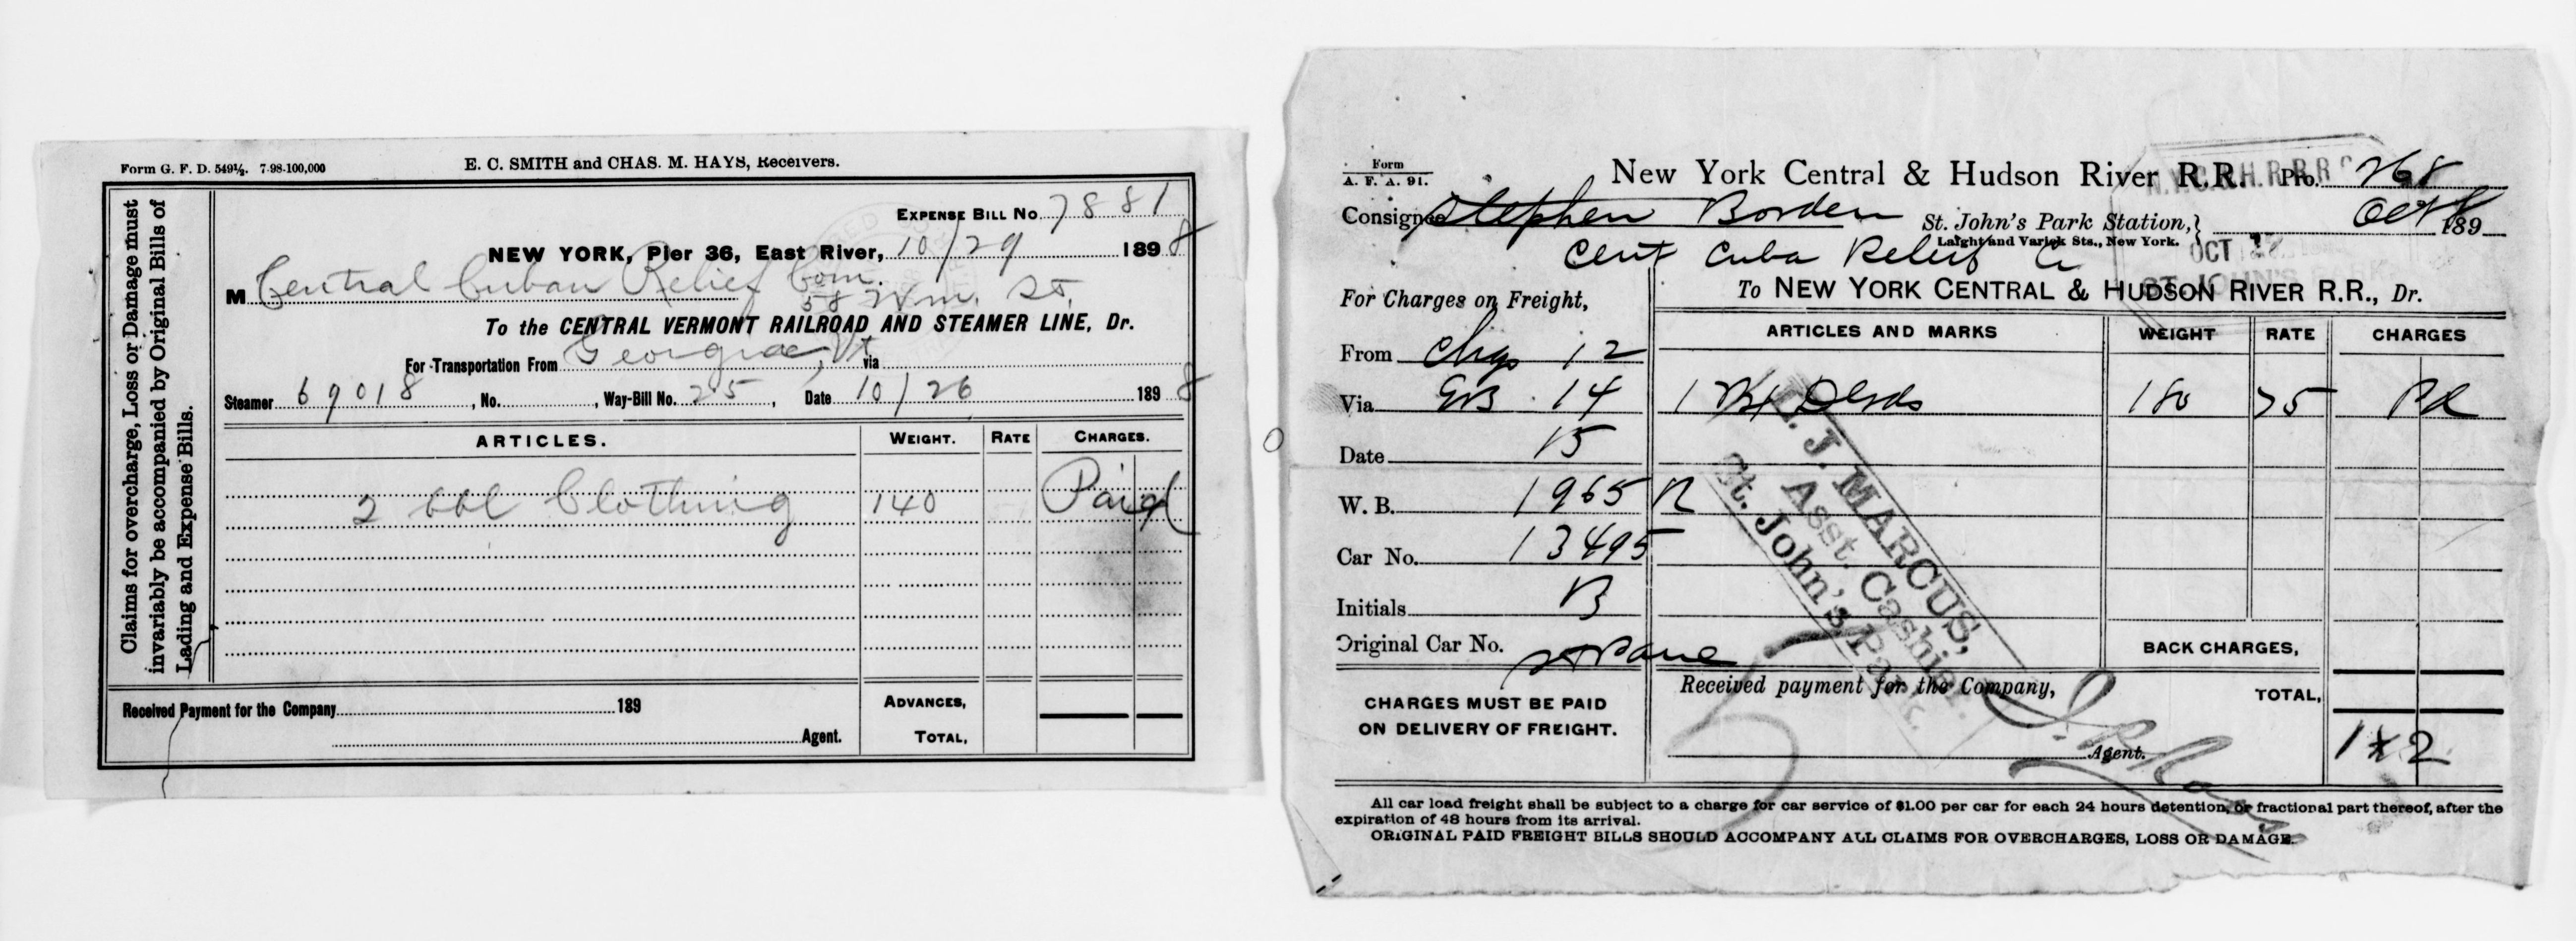 Form G. F. D. 549½. 7-98-100,000
E. C. SMITH and CHAS. M. HAYS, Receivers.
Claims for overcharge, Loss or Damage must
invariably be accompanied by Original Bills of
Lading and Expense Bills.
EXPENSE BILL No. 7881
NEW YORK, Pier 36, East River, 10/29 1898
M Central Cuban Relief Com.
58 Wm. St.
To the CENTRAL VERMONT RAILROAD AND STEAMER LINE, Dr.
For Transportation From Georgia, Vt via
Steamer 69018, No. , Way-Bill No. 25, Date 10/26 1898
ARTICLES. WEIGHT. RATE CHARGES.
2 bbl Clothing 140 Paid
Received Payment for the Company 189
Agent.
ADVANCES,
TOTAL,
Form
A. F. A. 91.
New York Central & Hudson River R.R. Pro. 268
Consignee Stephen Borden St. John's Park Station, Oct 189
Laight and Varick Sts., New York.
Cent Cuba Relief
OCT
For Charges on Freight,
To NEW YORK CENTRAL & HUDSON RIVER R.R., Dr.
ARTICLES AND MARKS WEIGHT RATE CHARGES
From Chgo 12
Via 14
1 Bx 180 75 Pd
Date 15
W. B. 1965 R
Car No. 13495
Initials B
Original Car No.
J. MARCUS,
Asst. Cashier.
St. John's Park.
BACK CHARGES,
CHARGES MUST BE PAID
ON DELIVERY OF FREIGHT.
Received payment for the Company,
Agent.
TOTAL,
All car load freight shall be subject to a charge for car service of $1.00 per car for each 24 hours detention, or fractional part thereof, after the
expiration of 48 hours from its arrival.
ORIGINAL PAID FREIGHT BILLS SHOULD ACCOMPANY ALL CLAIMS FOR OVERCHARGES, LOSS OR DAMAGE.